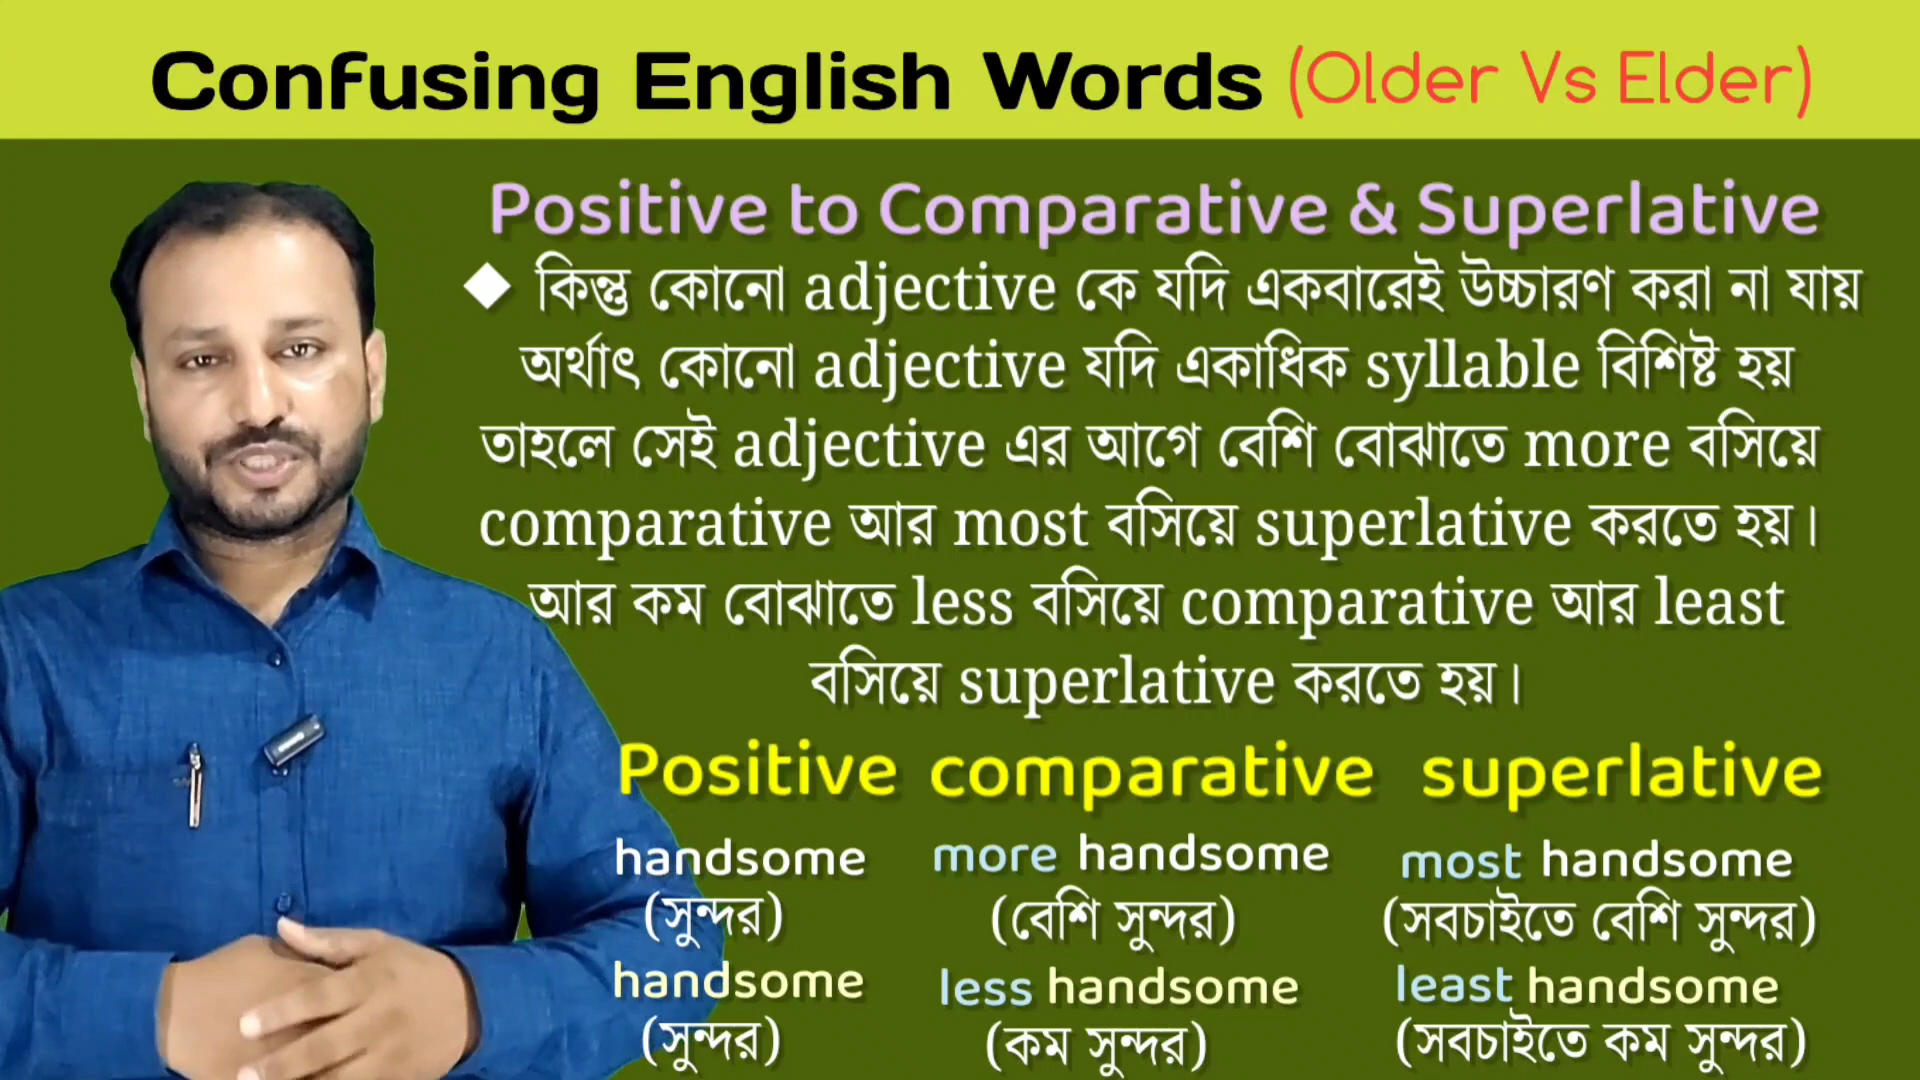 Confusing English Words (Older Vs Elder)
Positive to Comparative & Superlative
◆ কিন্তু কোনো adjective কে যদি একবারেই উচ্চারণ করা না যায়
অর্থাৎ কোনো adjective যদি একাধিক syllable বিশিষ্ট হয়
তাহলে সেই adjective এর আগে বেশি বোঝাতে more বসিয়ে
comparative আর most বসিয়ে superlative করতে হয়।
আর কম বোঝাতে less বসিয়ে comparative আর least
বসিয়ে superlative করতে হয়।
Positive comparative superlative
handsome more handsome most handsome
(সুন্দর) (বেশি সুন্দর) (সবচাইতে বেশি সুন্দর)
handsome less handsome least handsome
(সুন্দর) (কম সুন্দর) (সবচাইতে কম সুন্দর)